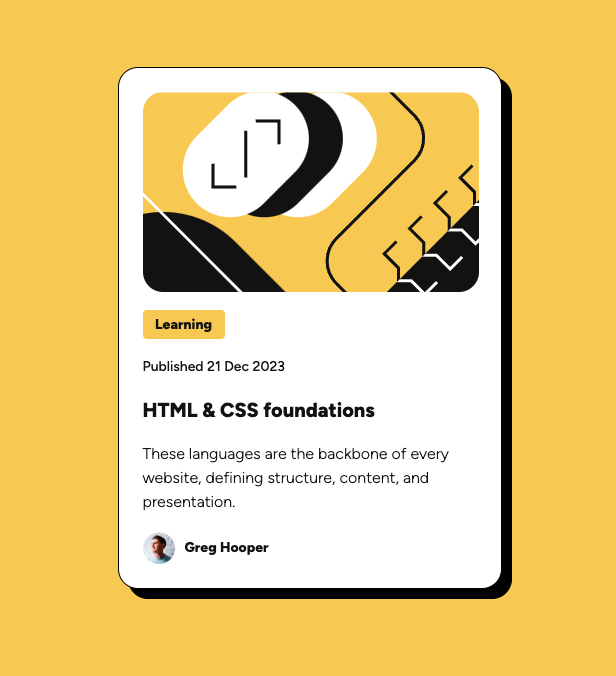 Learning
Published 21 Dec 2023
HTML & CSS foundations
These languages are the backbone of every
website, defining structure, content, and
presentation.
Greg Hooper